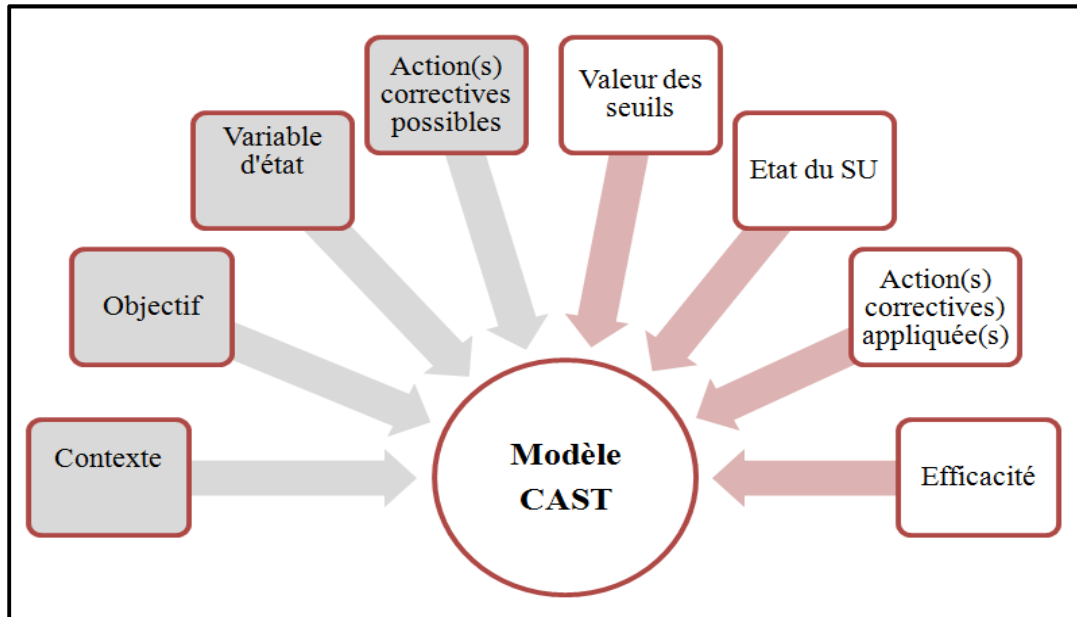 Action(s)
correctives
possibles
Valeur des
seuils
Variable
d'état
Etat du SU
Objectif
Action(s)
correctives)
appliquée(s)
Contexte
Modèle
CAST
Efficacité